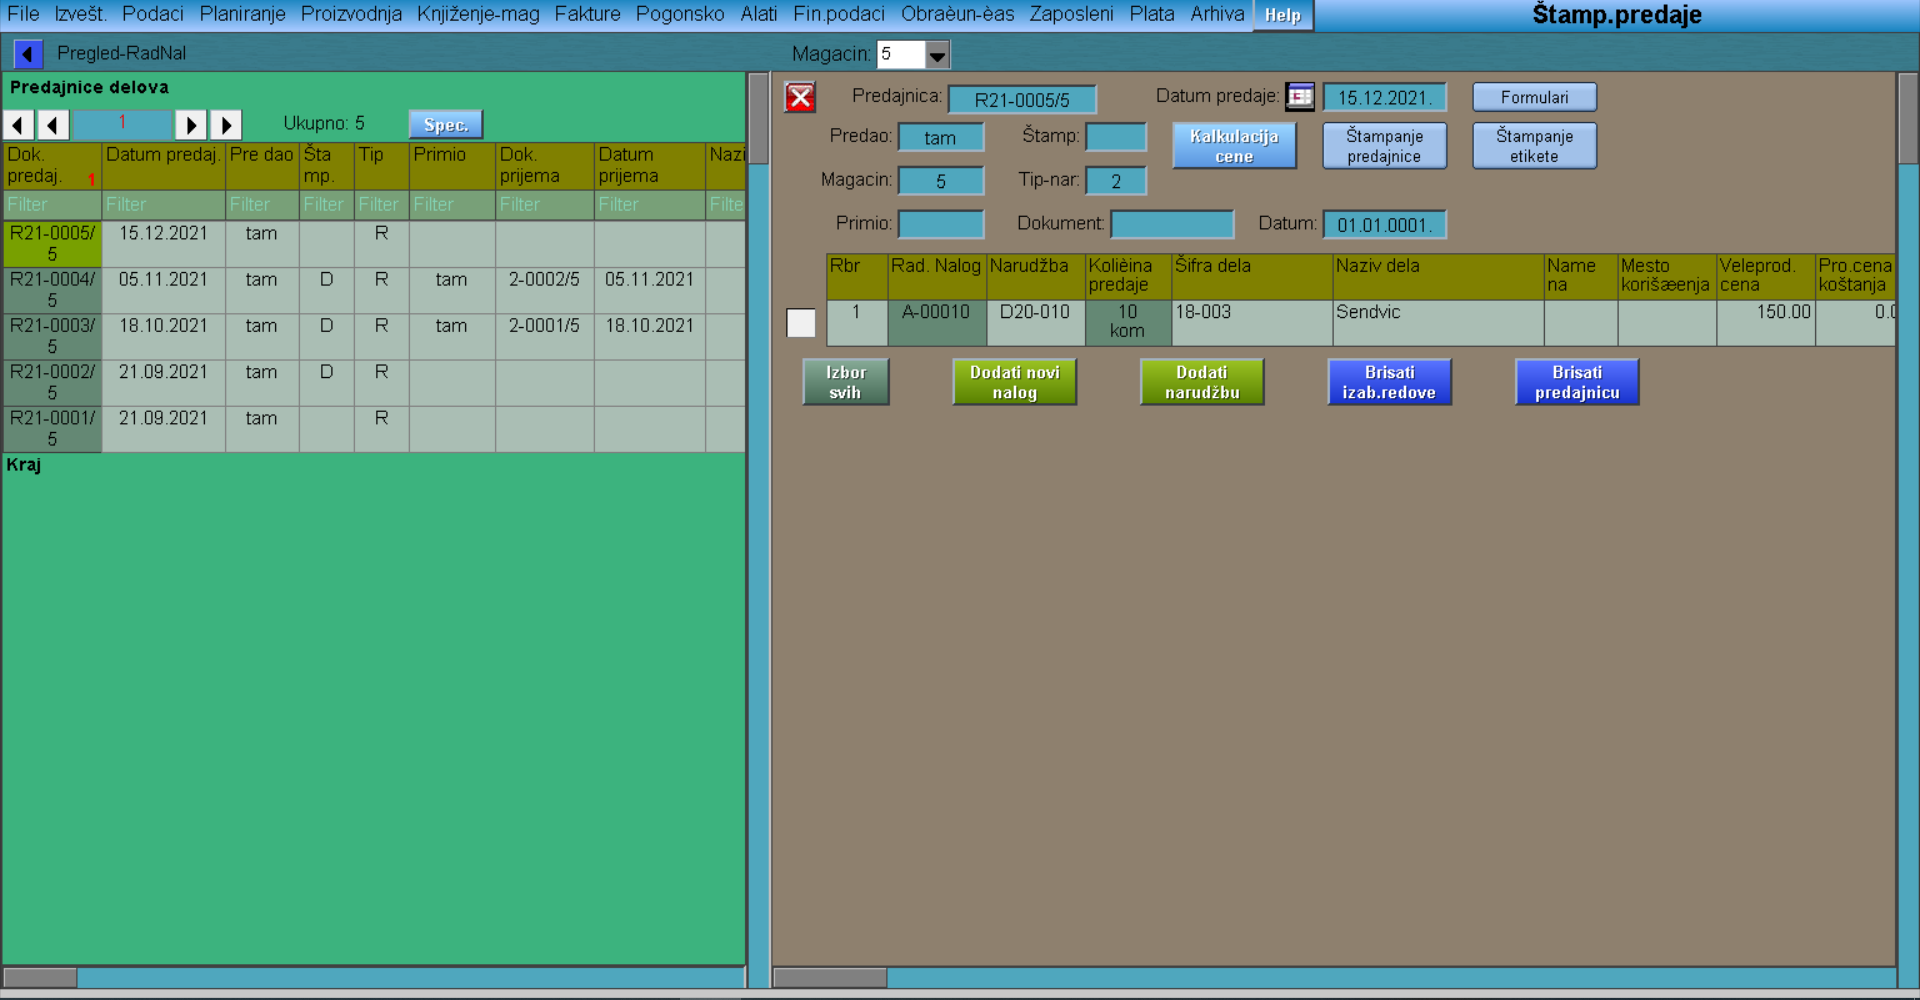 File Izvešt. Podaci Planiranje Proizvodnja Knjiženje-mag Fakture Pogonsko Alati Fin.podaci Obraèun-èas Zaposleni Plata Arhiva Help Štamp.predaje
Pregled-RadNal Magacin: 5
Predajnice delova
1 Ukupno: 5 Spec.
Dok. predaj. 1 Datum predaj. Pre dao Šta mp. Tip Primio Dok. prijema Datum prijema Nazi
Filter Filter Filter Filter Filter Filter Filter Filter Filte
R21-0005/5 15.12.2021 tam R
R21-0004/5 05.11.2021 tam D R tam 2-0002/5 05.11.2021
R21-0003/5 18.10.2021 tam D R tam 2-0001/5 18.10.2021
R21-0002/5 21.09.2021 tam D R
R21-0001/5 21.09.2021 tam R
Kraj
Predajnica: R21-0005/5 Datum predaje: 15.12.2021. Formulari
Predao: tam Štamp: Kalkulacija cene Štampanje predajnice Štampanje etikete
Magacin: 5 Tip-nar: 2
Primio: Dokument: Datum: 01.01.0001.
Rbr Rad. Nalog Narudžba Kolièina predaje Šifra dela Naziv dela Name na Mesto korišæenja Veleprod. cena Pro.cena koštanja
1 A-00010 D20-010 10 kom 18-003 Sendvic 150.00 0.0
Izbor svih Dodati novi nalog Dodati narudžbu Brisati izab.redove Brisati predajnicu